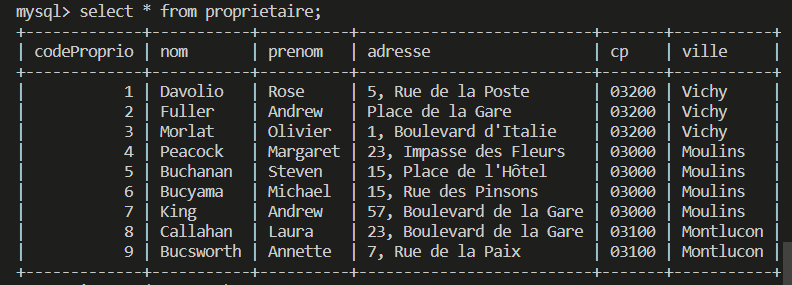 mysql> select * from proprietaire;
+-------------+-----------+----------+--------------------------+-------+-----------+
| codeProprio | nom | prenom | adresse | cp | ville |
+-------------+-----------+----------+--------------------------+-------+-----------+
| 1 | Davolio | Rose | 5, Rue de la Poste | 03200 | Vichy |
| 2 | Fuller | Andrew | Place de la Gare | 03200 | Vichy |
| 3 | Morlat | Olivier | 1, Boulevard d'Italie | 03200 | Vichy |
| 4 | Peacock | Margaret | 23, Impasse des Fleurs | 03000 | Moulins |
| 5 | Buchanan | Steven | 15, Place de l'Hôtel | 03000 | Moulins |
| 6 | Bucyama | Michael | 15, Rue des Pinsons | 03000 | Moulins |
| 7 | King | Andrew | 57, Boulevard de la Gare | 03000 | Moulins |
| 8 | Callahan | Laura | 23, Boulevard de la Gare | 03100 | Montlucon |
| 9 | Bucsworth | Annette | 7, Rue de la Paix | 03100 | Montlucon |
+-------------+-----------+----------+--------------------------+-------+-----------+